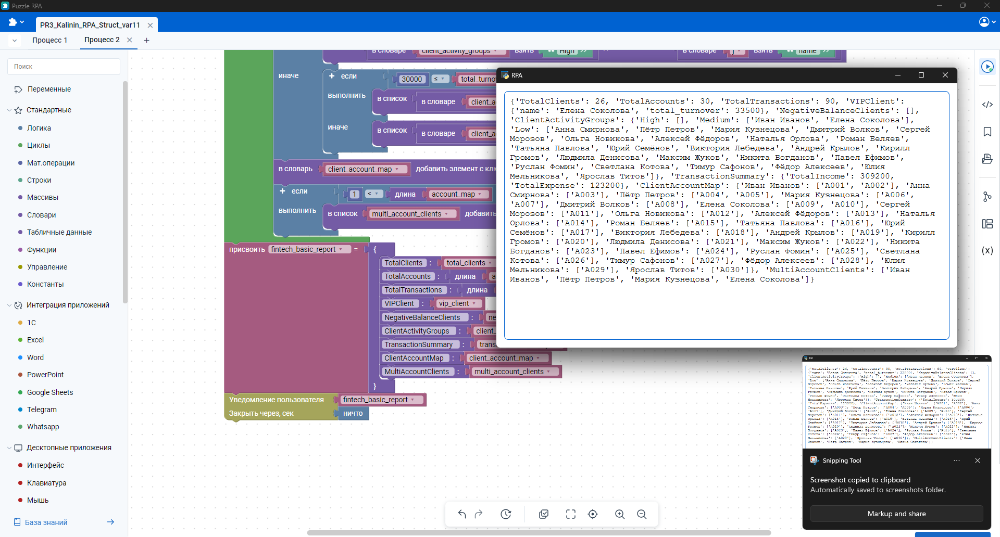 Puzzle RPA
PR3_Kalinin_RPA_Struct_var11
Процесс 1
Процесс 2
Поиск
Переменные
Стандартные
Логика
Циклы
Мат.операции
Строки
Массивы
Словари
Табличные данные
Функции
Управление
Константы
Интеграция приложений
1C
Excel
Word
PowerPoint
Google Sheets
Telegram
Whatsapp
Десктопные приложения
Интерфейс
Клавиатура
Мышь
База знаний
в словаре client_activity_groups взять “ High ” в словаре j взять “ name ”
иначе
+ если 30000 ≤ total_turno
выполнить в список в словаре client_a
иначе в список в словаре client_a
в словарь client_account_map добавить элемент с клю
+ если 1 < длина account_map
выполнить в список multi_account_clients добавить
присвоить fintech_basic_report = {
TotalClients : total_clients
TotalAccounts : длина a
TotalTransactions : длина
VIPClient : vip_client
NegativeBalanceClients : ne
ClientActivityGroups : client_
TransactionSummary : trans
ClientAccountMap : client_account_map
MultiAccountClients : multi_account_clients
}
Уведомление пользователя fintech_basic_report
Закрыть через, сек ничто
RPA
{'TotalClients': 26, 'TotalAccounts': 30, 'TotalTransactions': 90, 'VIPClient':
{'name': 'Елена Соколова', 'total_turnover': 33500}, 'NegativeBalanceClients': [],
'ClientActivityGroups': {'High': [], 'Medium': ['Иван Иванов', 'Елена Соколова'],
'Low': ['Анна Смирнова', 'Пётр Петров', 'Мария Кузнецова', 'Дмитрий Волков', 'Сергей
Морозов', 'Ольга Новикова', 'Алексей Фёдоров', 'Наталья Орлова', 'Роман Беляев',
'Татьяна Павлова', 'Юрий Семёнов', 'Виктория Лебедева', 'Андрей Крылов', 'Кирилл
Громов', 'Людмила Денисова', 'Максим Жуков', 'Никита Богданов', 'Павел Ефимов',
'Руслан Фомин', 'Светлана Котова', 'Тимур Сафонов', 'Фёдор Алексеев', 'Юлия
Мельникова', 'Ярослав Титов']}, 'TransactionSummary': {'TotalIncome': 309200,
'TotalExpense': 123200}, 'ClientAccountMap': {'Иван Иванов': ['A001', 'A002'], 'Анна
Смирнова': ['A003'], 'Пётр Петров': ['A004', 'A005'], 'Мария Кузнецова': ['A006',
'A007'], 'Дмитрий Волков': ['A008'], 'Елена Соколова': ['A009', 'A010'], 'Сергей
Морозов': ['A011'], 'Ольга Новикова': ['A012'], 'Алексей Фёдоров': ['A013'], 'Наталья
Орлова': ['A014'], 'Роман Беляев': ['A015'], 'Татьяна Павлова': ['A016'], 'Юрий
Семёнов': ['A017'], 'Виктория Лебедева': ['A018'], 'Андрей Крылов': ['A019'], 'Кирилл
Громов': ['A020'], 'Людмила Денисова': ['A021'], 'Максим Жуков': ['A022'], 'Никита
Богданов': ['A023'], 'Павел Ефимов': ['A024'], 'Руслан Фомин': ['A025'], 'Светлана
Котова': ['A026'], 'Тимур Сафонов': ['A027'], 'Фёдор Алексеев': ['A028'], 'Юлия
Мельникова': ['A029'], 'Ярослав Титов': ['A030']}, 'MultiAccountClients': ['Иван
Иванов', 'Пётр Петров', 'Мария Кузнецова', 'Елена Соколова']}
Snipping Tool
Screenshot copied to clipboard
Automatically saved to screenshots folder.
Markup and share